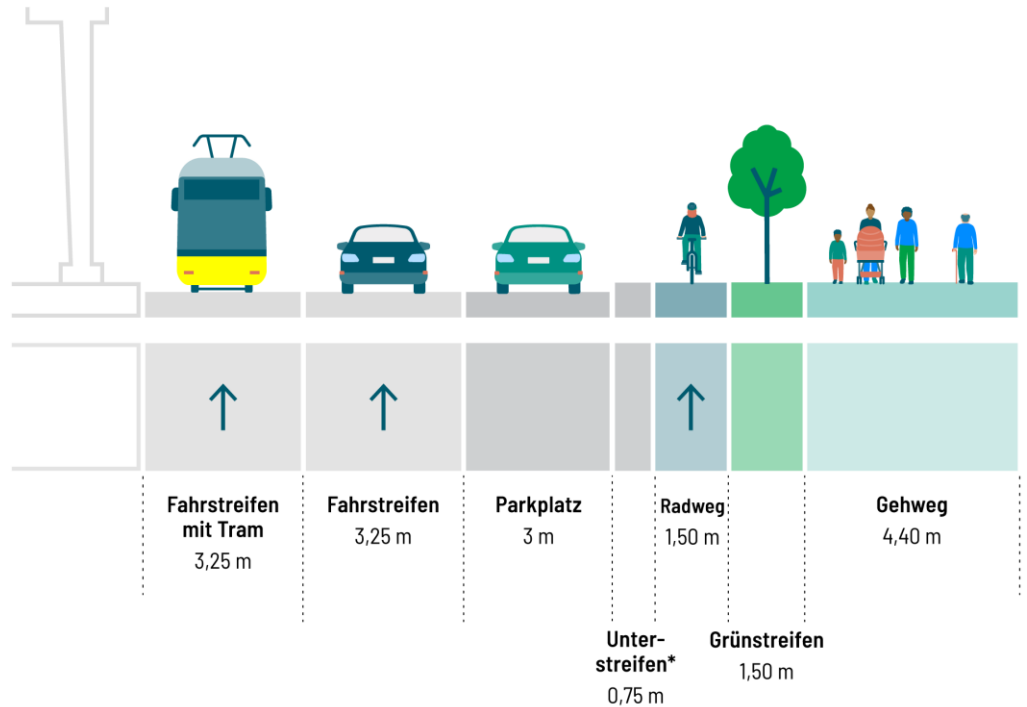 Fahrstreifen
mit Tram
3,25 m
Fahrstreifen
3,25 m
Parkplatz
3 m
Unter-
streifen*
0,75 m
Radweg
1,50 m
Grünstreifen
1,50 m
Gehweg
4,40 m